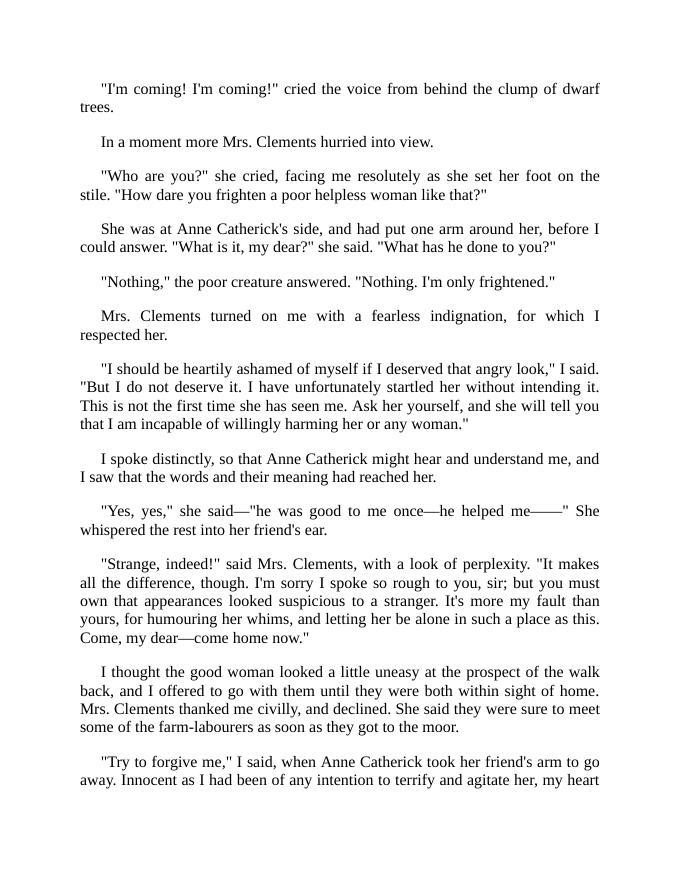 "I'm coming! I'm coming!" cried the voice from behind the clump of dwarf
trees.
In a moment more Mrs. Clements hurried into view.
"Who are you?" she cried, facing me resolutely as she set her foot on the
stile. "How dare you frighten a poor helpless woman like that?"
She was at Anne Catherick's side, and had put one arm around her, before I
could answer. "What is it, my dear?" she said. "What has he done to you?"
"Nothing," the poor creature answered. "Nothing. I'm only frightened."
Mrs. Clements turned on me with a fearless indignation, for which I
respected her.
"I should be heartily ashamed of myself if I deserved that angry look," I said.
"But I do not deserve it. I have unfortunately startled her without intending it.
This is not the first time she has seen me. Ask her yourself, and she will tell you
that I am incapable of willingly harming her or any woman."
I spoke distinctly, so that Anne Catherick might hear and understand me, and
I saw that the words and their meaning had reached her.
"Yes, yes," she said—"he was good to me once—he helped me——" She
whispered the rest into her friend's ear.
"Strange, indeed!" said Mrs. Clements, with a look of perplexity. "It makes
all the difference, though. I'm sorry I spoke so rough to you, sir; but you must
own that appearances looked suspicious to a stranger. It's more my fault than
yours, for humouring her whims, and letting her be alone in such a place as this.
Come, my dear—come home now."
I thought the good woman looked a little uneasy at the prospect of the walk
back, and I offered to go with them until they were both within sight of home.
Mrs. Clements thanked me civilly, and declined. She said they were sure to meet
some of the farm-labourers as soon as they got to the moor.
"Try to forgive me," I said, when Anne Catherick took her friend's arm to go
away. Innocent as I had been of any intention to terrify and agitate her, my heart